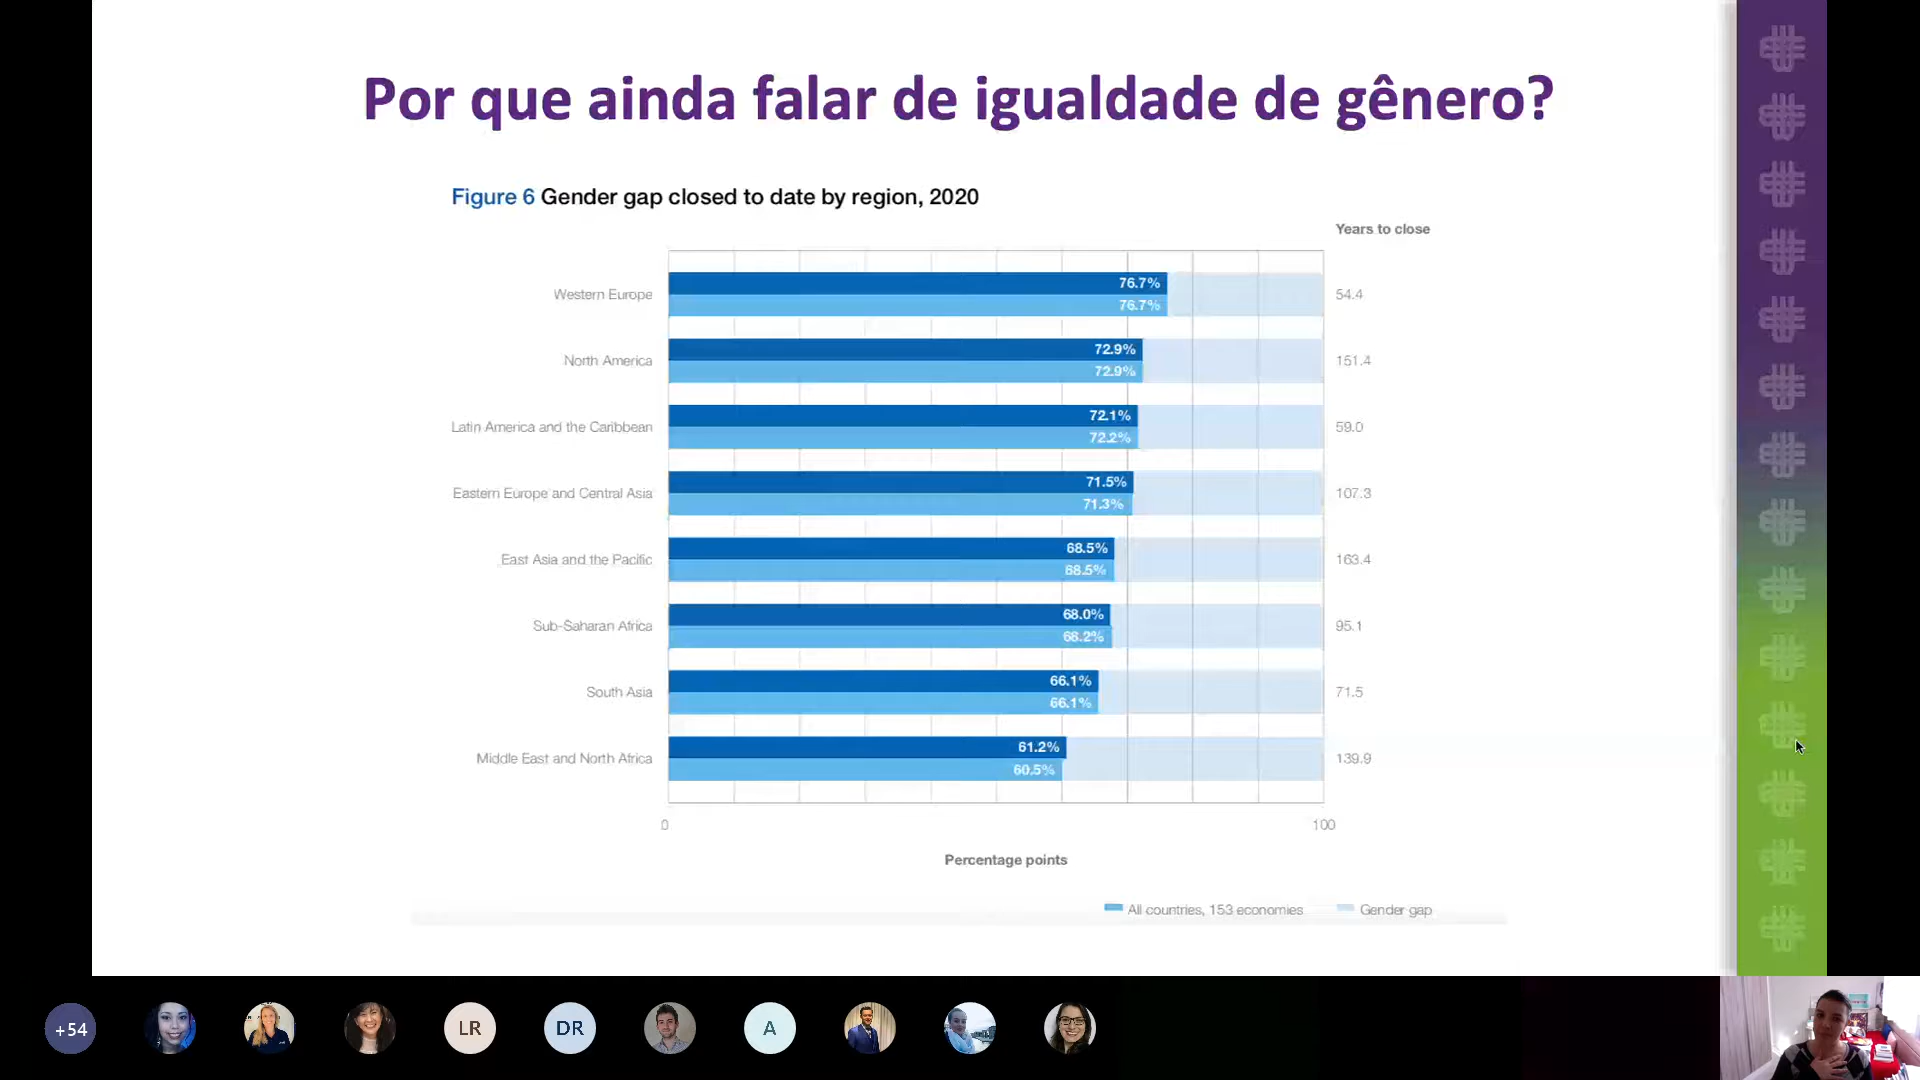 Por que ainda falar de igualdade de gênero?
Figure 6 Gender gap closed to date by region, 2020
Years to close
Western Europe 76.7% 76.7% 54.4
North America 72.9% 72.9% 151.4
Latin America and the Caribbean 72.1% 72.2% 59.0
Eastern Europe and Central Asia 71.5% 71.3% 107.3
East Asia and the Pacific 68.5% 68.5% 163.4
Sub-Saharan Africa 68.0% 68.2% 95.1
South Asia 66.1% 66.1% 71.5
Middle East and North Africa 61.2% 60.5% 139.9
0 100
Percentage points
All countries, 153 economies Gender gap
+54 LR DR A